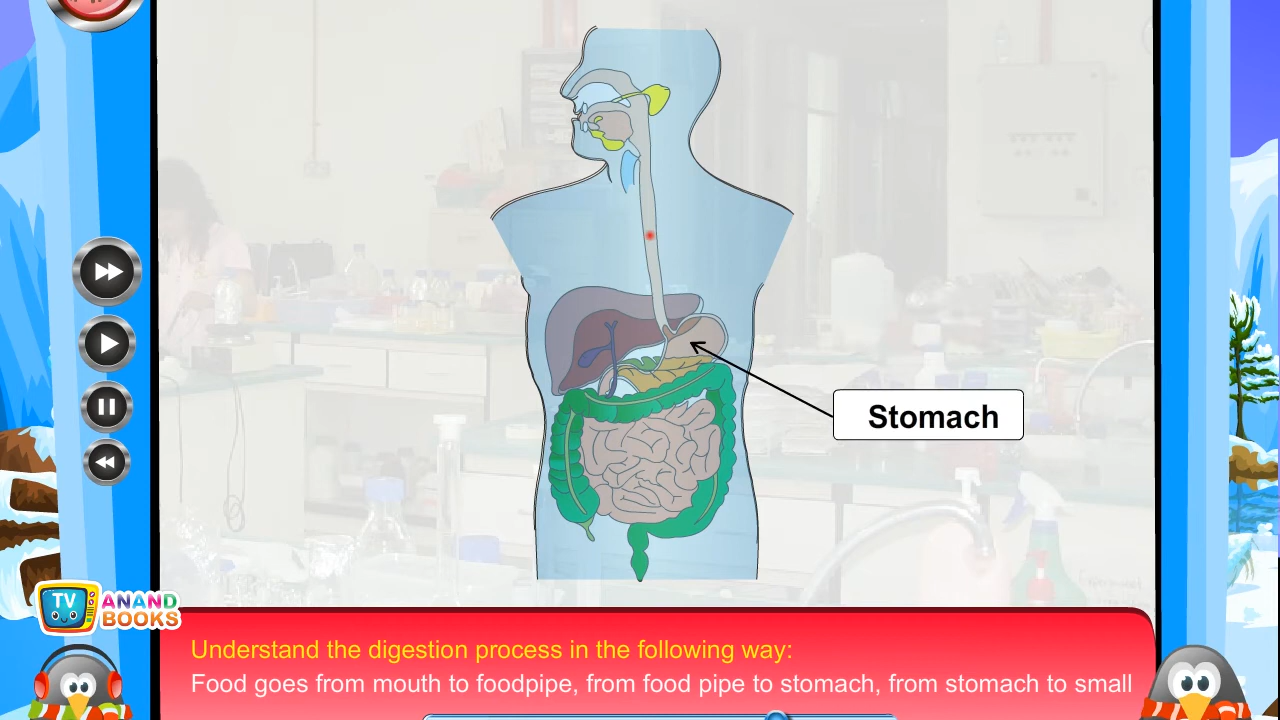 Stomach
TV
ANAND
BOOKS
Understand the digestion process in the following way:
Food goes from mouth to foodpipe, from food pipe to stomach, from stomach to small